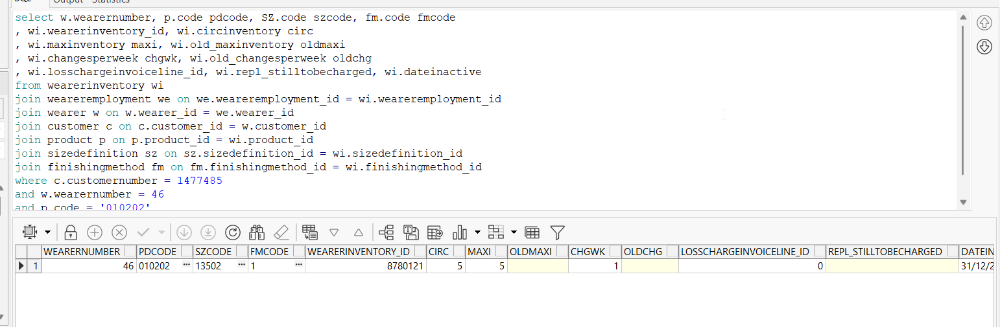 SQL Output Statistics
select w.wearernumber, p.code pdcode, SZ.code szcode, fm.code fmcode
, wi.wearerinventory_id, wi.circinventory circ
, wi.maxinventory maxi, wi.old_maxinventory oldmaxi
, wi.changesperweek chgwk, wi.old_changesperweek oldchg
, wi.losschargeinvoiceline_id, wi.repl_stilltobecharged, wi.dateinactive
from wearerinventory wi
join weareremployment we on we.weareremployment_id = wi.weareremployment_id
join wearer w on w.wearer_id = we.wearer_id
join customer c on c.customer_id = w.customer_id
join product p on p.product_id = wi.product_id
join sizedefinition sz on sz.sizedefinition_id = wi.sizedefinition_id
join finishingmethod fm on fm.finishingmethod_id = wi.finishingmethod_id
where c.customernumber = 1477485
and w.wearernumber = 46
and p.code = '010202'
WEARERNUMBER PDCODE SZCODE FMCODE WEARERINVENTORY_ID CIRC MAXI OLDMAXI CHGWK OLDCHG LOSSCHARGEINVOICELINE_ID REPL_STILLTOBECHARGED DATEIN
1 46 010202 ··· 13502 ··· 1 ··· 8780121 5 5 1 0 31/12/2